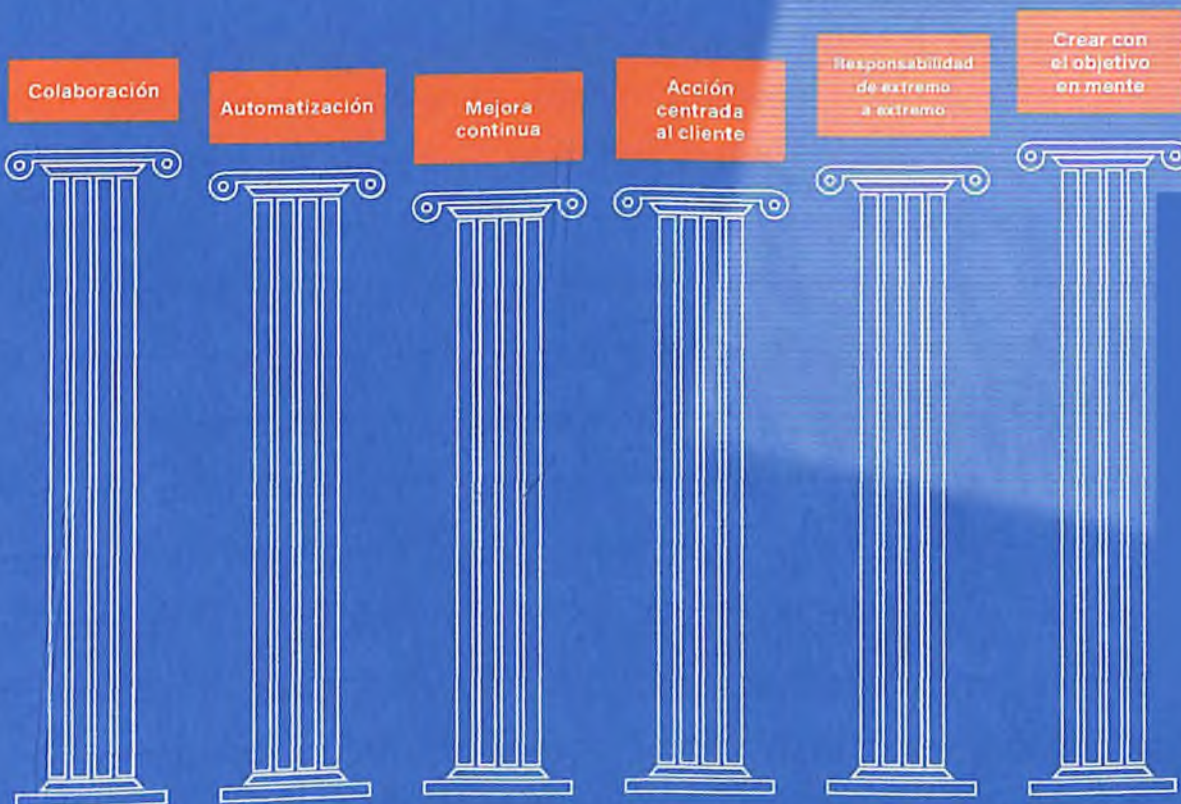 Colaboración
Automatización
Mejora
continua
Acción
centrada
al cliente
Responsabilidad
de extremo
a extremo
Crear con
el objetivo
en mente